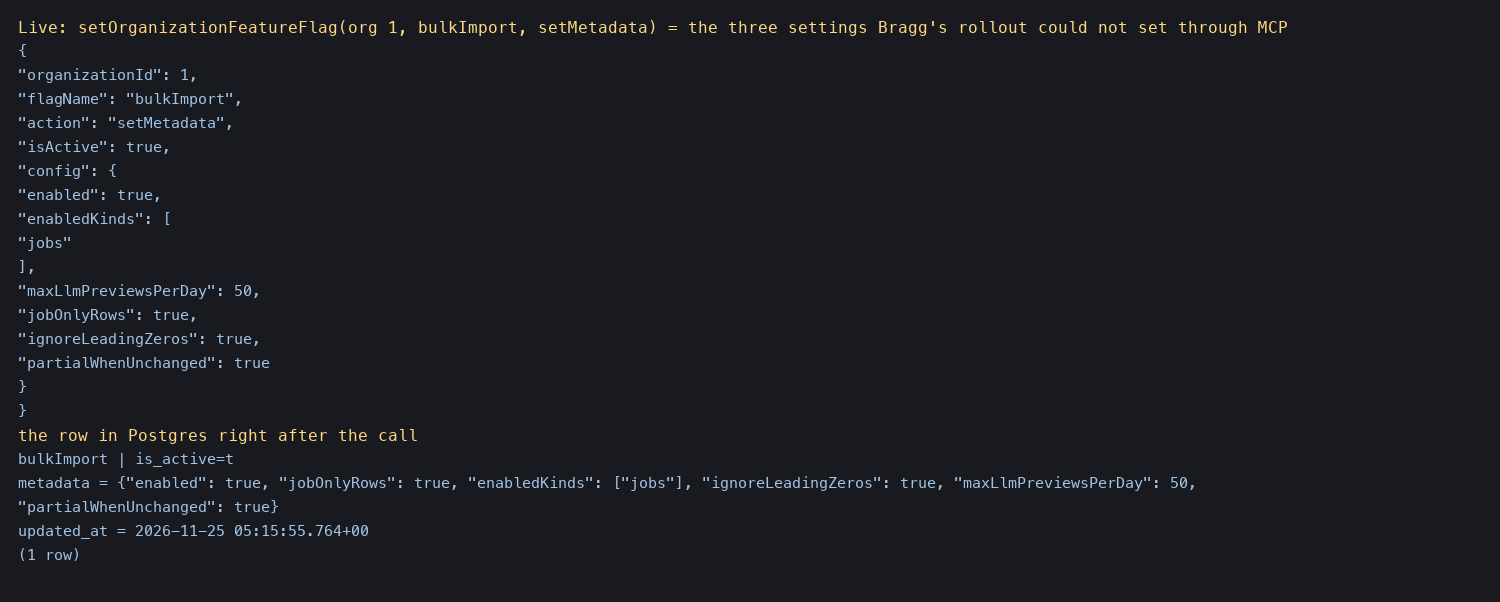 Live: setOrganizationFeatureFlag(org 1, bulkImport, setMetadata) = the three settings Bragg's rollout could not set through MCP
{
"organizationId": 1,
"flagName": "bulkImport",
"action": "setMetadata",
"isActive": true,
"config": {
"enabled": true,
"enabledKinds": [
"jobs"
],
"maxLlmPreviewsPerDay": 50,
"jobOnlyRows": true,
"ignoreLeadingZeros": true,
"partialWhenUnchanged": true
}
}
the row in Postgres right after the call
bulkImport | is_active=t
metadata = {"enabled": true, "jobOnlyRows": true, "enabledKinds": ["jobs"], "ignoreLeadingZeros": true, "maxLlmPreviewsPerDay": 50,
"partialWhenUnchanged": true}
updated_at = 2026−11−25 05:15:55.764+00
(1 row)